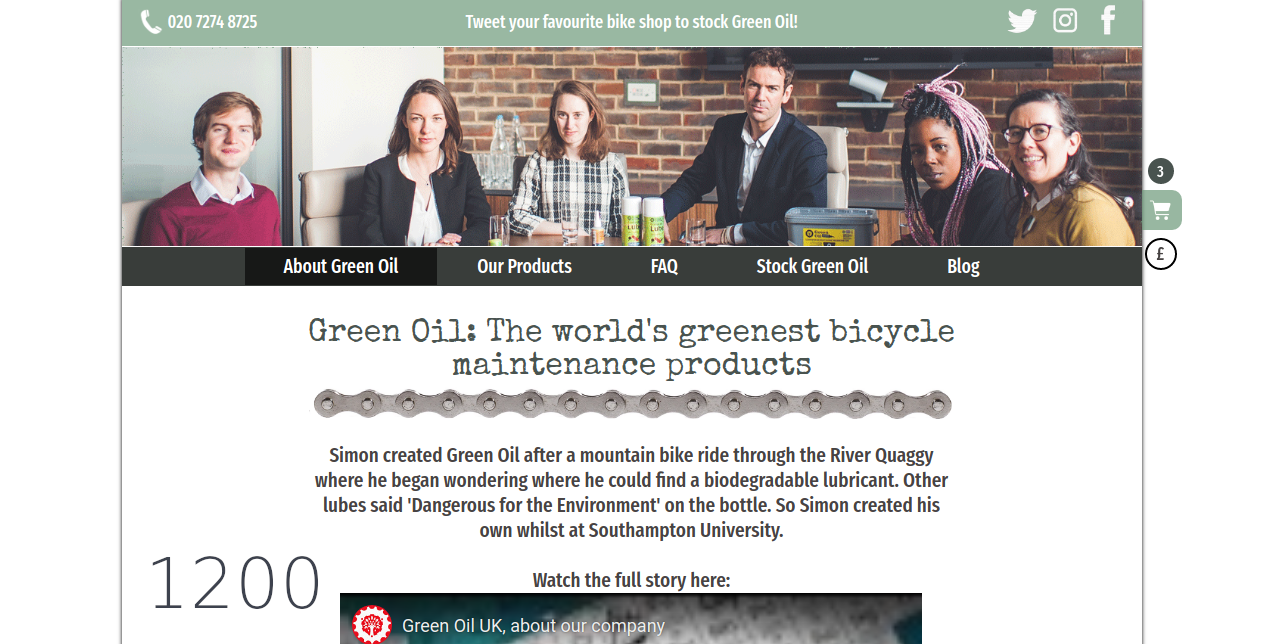 020 7274 8725
Tweet your favourite bike shop to stock Green Oil!
3
£
About Green Oil
Our Products
FAQ
Stock Green Oil
Blog
Green Oil: The world's greenest bicycle
maintenance products
Simon created Green Oil after a mountain bike ride through the River Quaggy
where he began wondering where he could find a biodegradable lubricant. Other
lubes said 'Dangerous for the Environment' on the bottle. So Simon created his
own whilst at Southampton University.
1200
Watch the full story here:
Green Oil UK, about our company